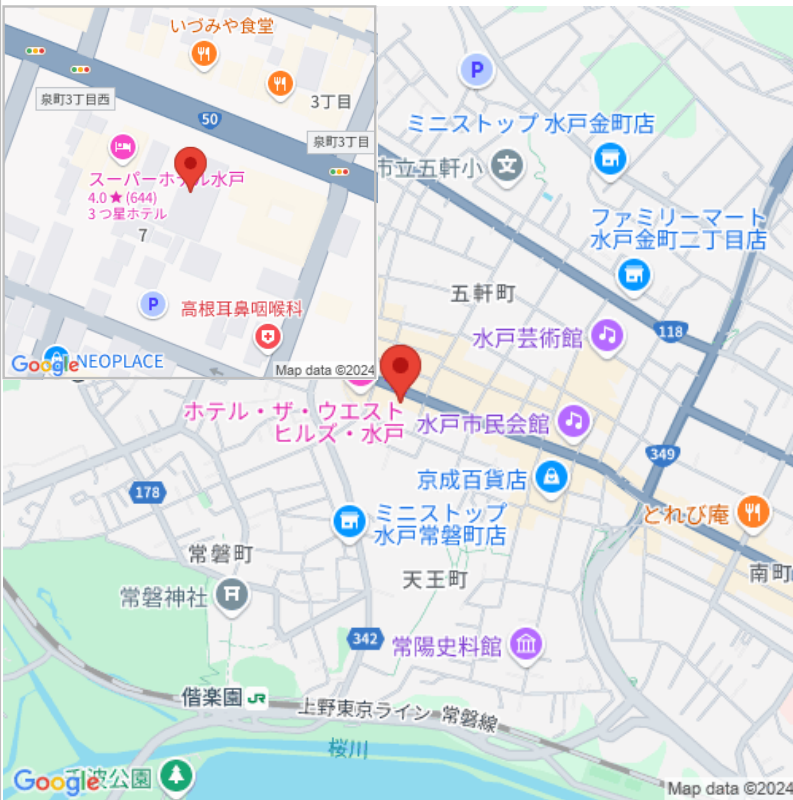 いづみや食堂
3丁目
泉町3丁目西
50
泉町3丁目
スーパーホテル水戸
4.0★(644)
3 つ星ホテル
7
P
高根耳鼻咽喉科
NEOPLACE
Google
Map data ©2024
P
ミニストップ 水戸金町店
市立五軒小
文
ファミリーマート
水戸金町二丁目店
五軒町
118
水戸芸術館
ホテル・ザ・ウエスト
ヒルズ・水戸
水戸市民会館
349
京成百貨店
178
とれび庵
ミニストップ
水戸常磐町店
常磐町
天王町
南町
常磐神社
342
常陽史料館
偕楽園 JR
上野東京ライン 常磐線
桜川
波公園
Google
Map data ©2024